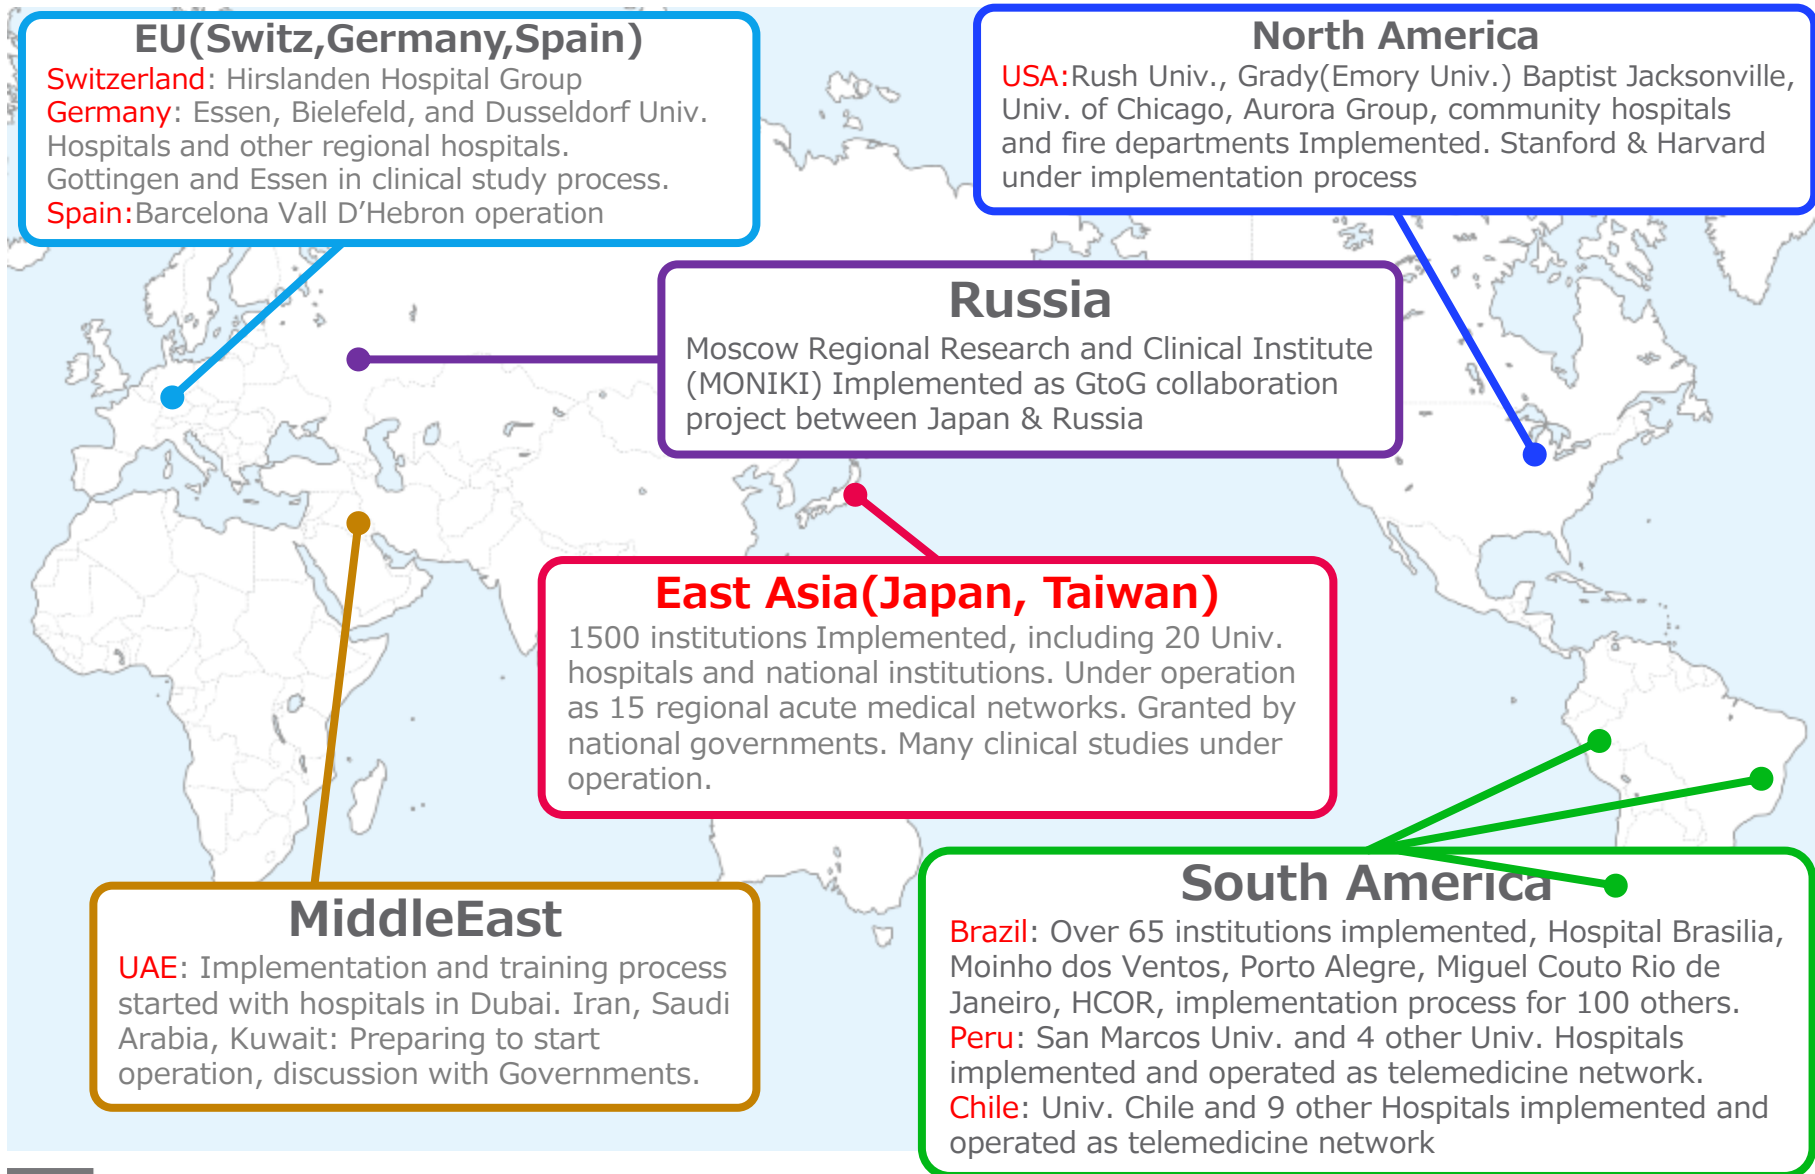 EU(Switz,Germany,Spain)
Switzerland: Hirslanden Hospital Group
Germany: Essen, Bielefeld, and Dusseldorf Univ.
Hospitals and other regional hospitals.
Gottingen and Essen in clinical study process.
Spain:Barcelona Vall D’Hebron operation
North America
USA:Rush Univ., Grady(Emory Univ.) Baptist Jacksonville,
Univ. of Chicago, Aurora Group, community hospitals
and fire departments Implemented. Stanford & Harvard
under implementation process
Russia
Moscow Regional Research and Clinical Institute
(MONIKI) Implemented as GtoG collaboration
project between Japan & Russia
East Asia(Japan, Taiwan)
1500 institutions Implemented, including 20 Univ.
hospitals and national institutions. Under operation
as 15 regional acute medical networks. Granted by
national governments. Many clinical studies under
operation.
MiddleEast
UAE: Implementation and training process
started with hospitals in Dubai. Iran, Saudi
Arabia, Kuwait: Preparing to start
operation, discussion with Governments.
South America
Brazil: Over 65 institutions implemented, Hospital Brasilia,
Moinho dos Ventos, Porto Alegre, Miguel Couto Rio de
Janeiro, HCOR, implementation process for 100 others.
Peru: San Marcos Univ. and 4 other Univ. Hospitals
implemented and operated as telemedicine network.
Chile: Univ. Chile and 9 other Hospitals implemented and
operated as telemedicine network